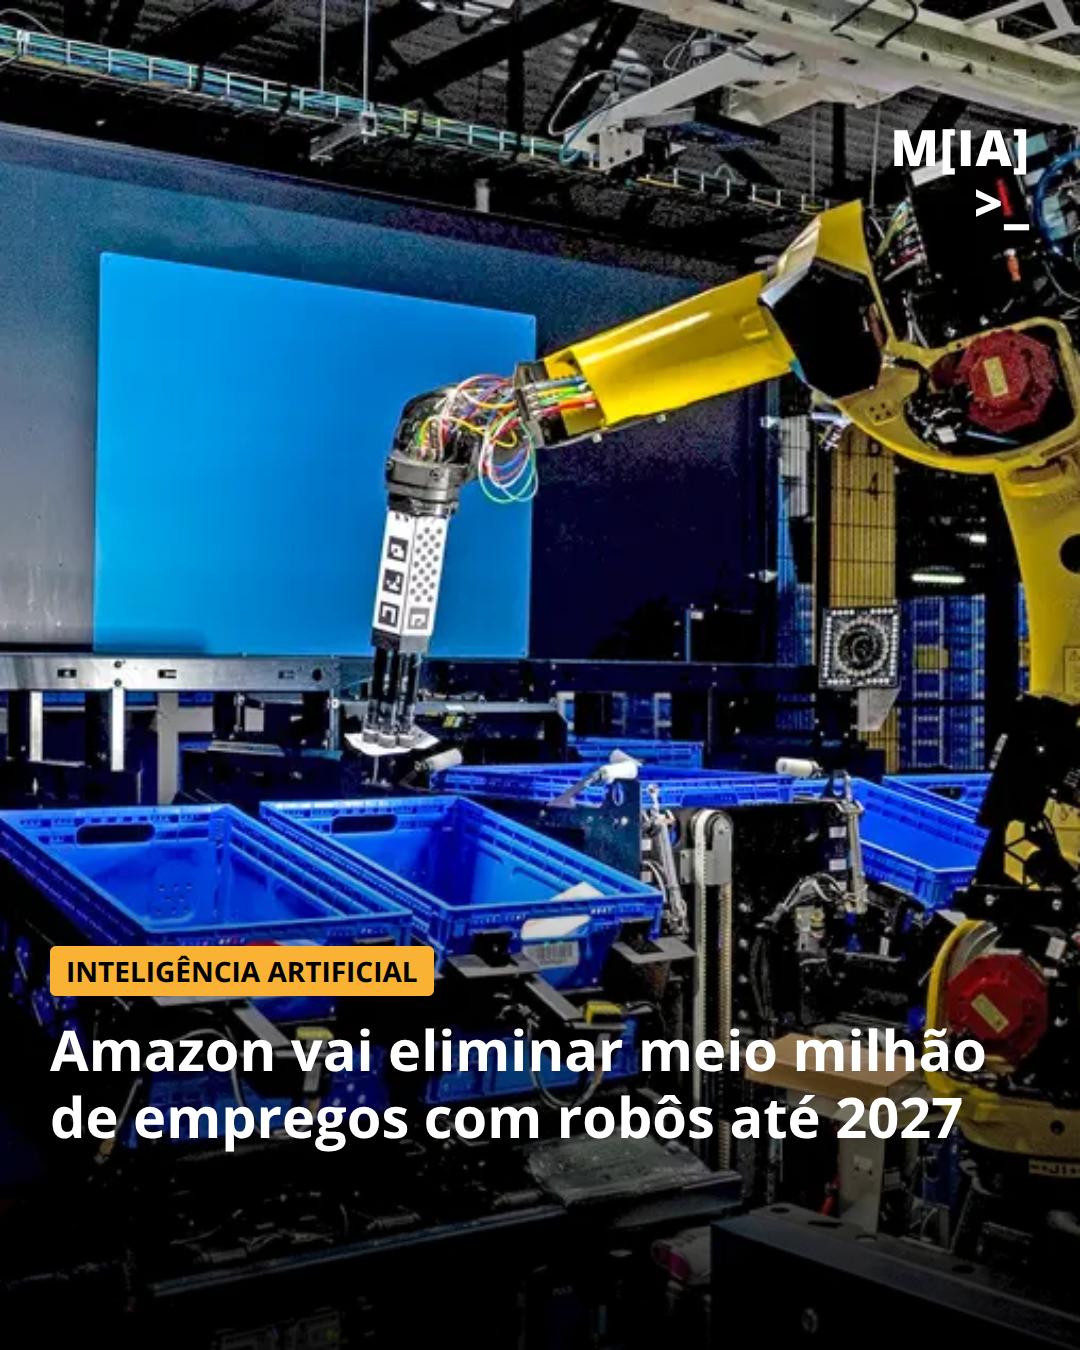 M[IA]
>_
INTELIGÊNCIA ARTIFICIAL
Amazon vai eliminar meio milhão
de empregos com robôs até 2027